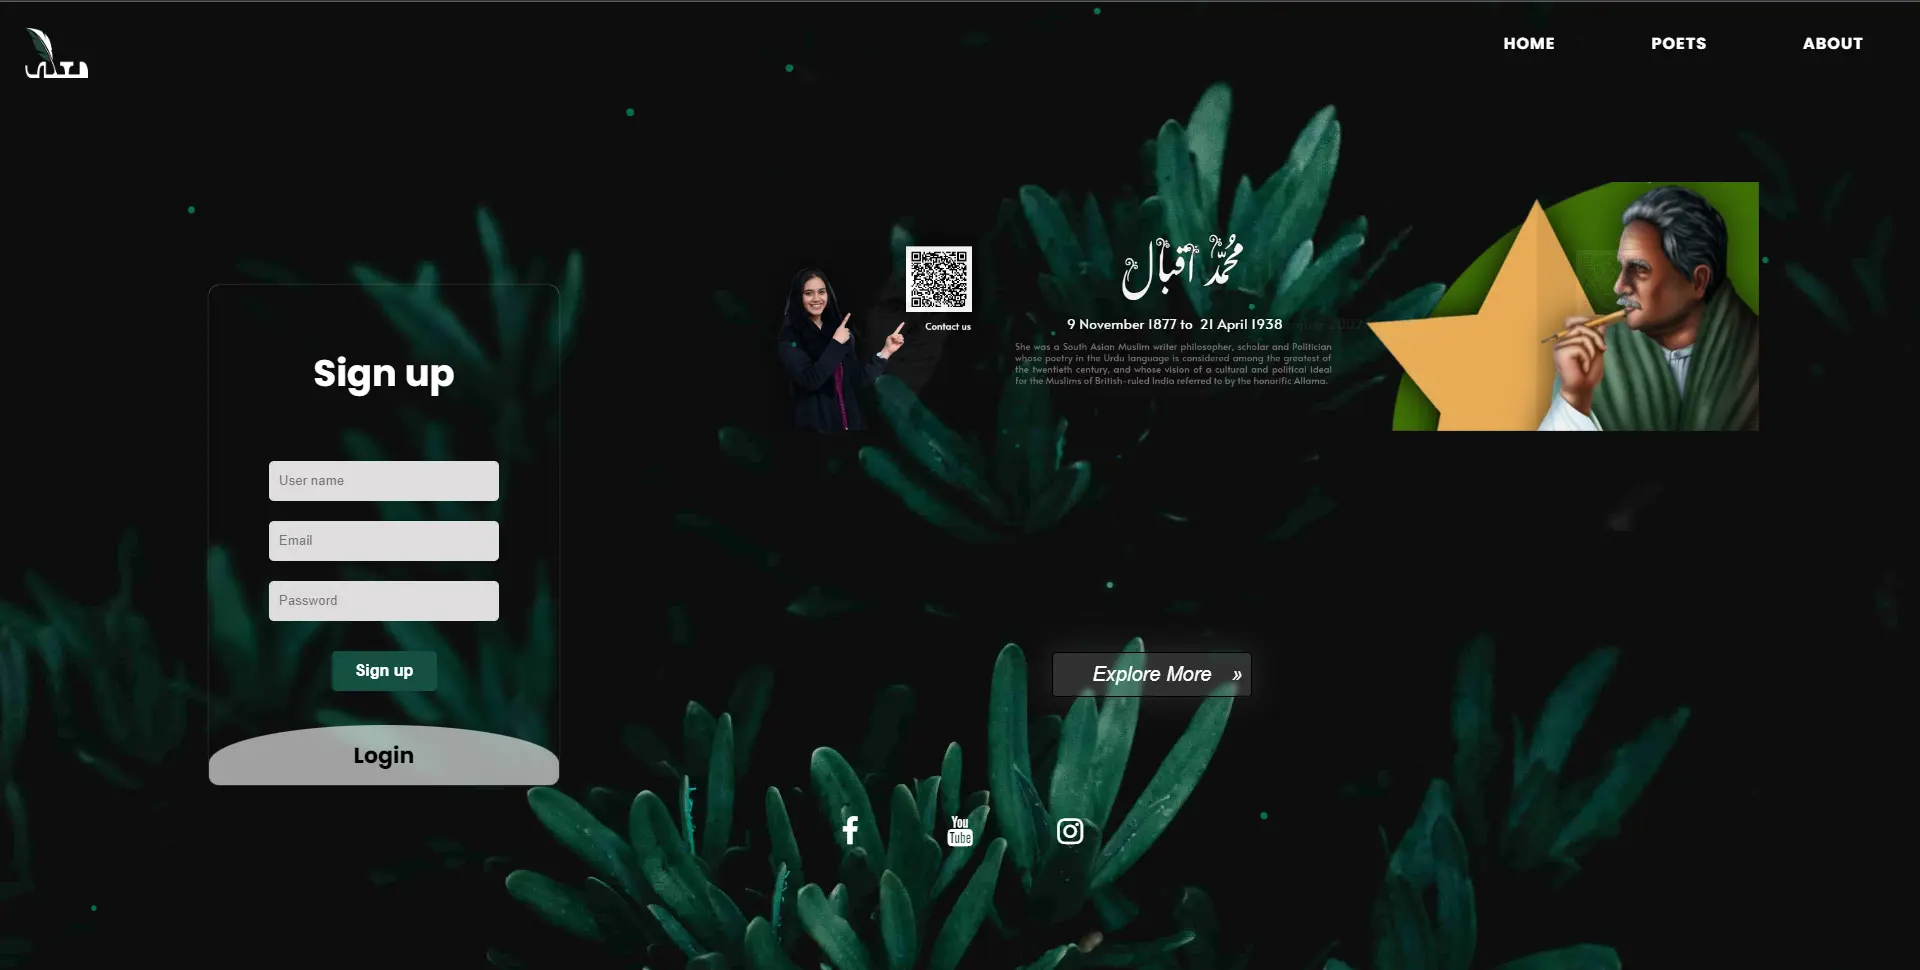 HOME
POETS
ABOUT
Contact us
محمد اقبال
9 November 1877 to 21 April 1938
She was a South Asian Muslim writer philosopher, scholar and Politician
whose poetry in the Urdu language is considered among the greatest of
the twentieth century, and whose vision of a cultural and political ideal
for the Muslims of British-ruled India referred to by the honorific Allama.
Sign up
User name
Email
Password
Sign up
Login
Explore More »
You
Tube